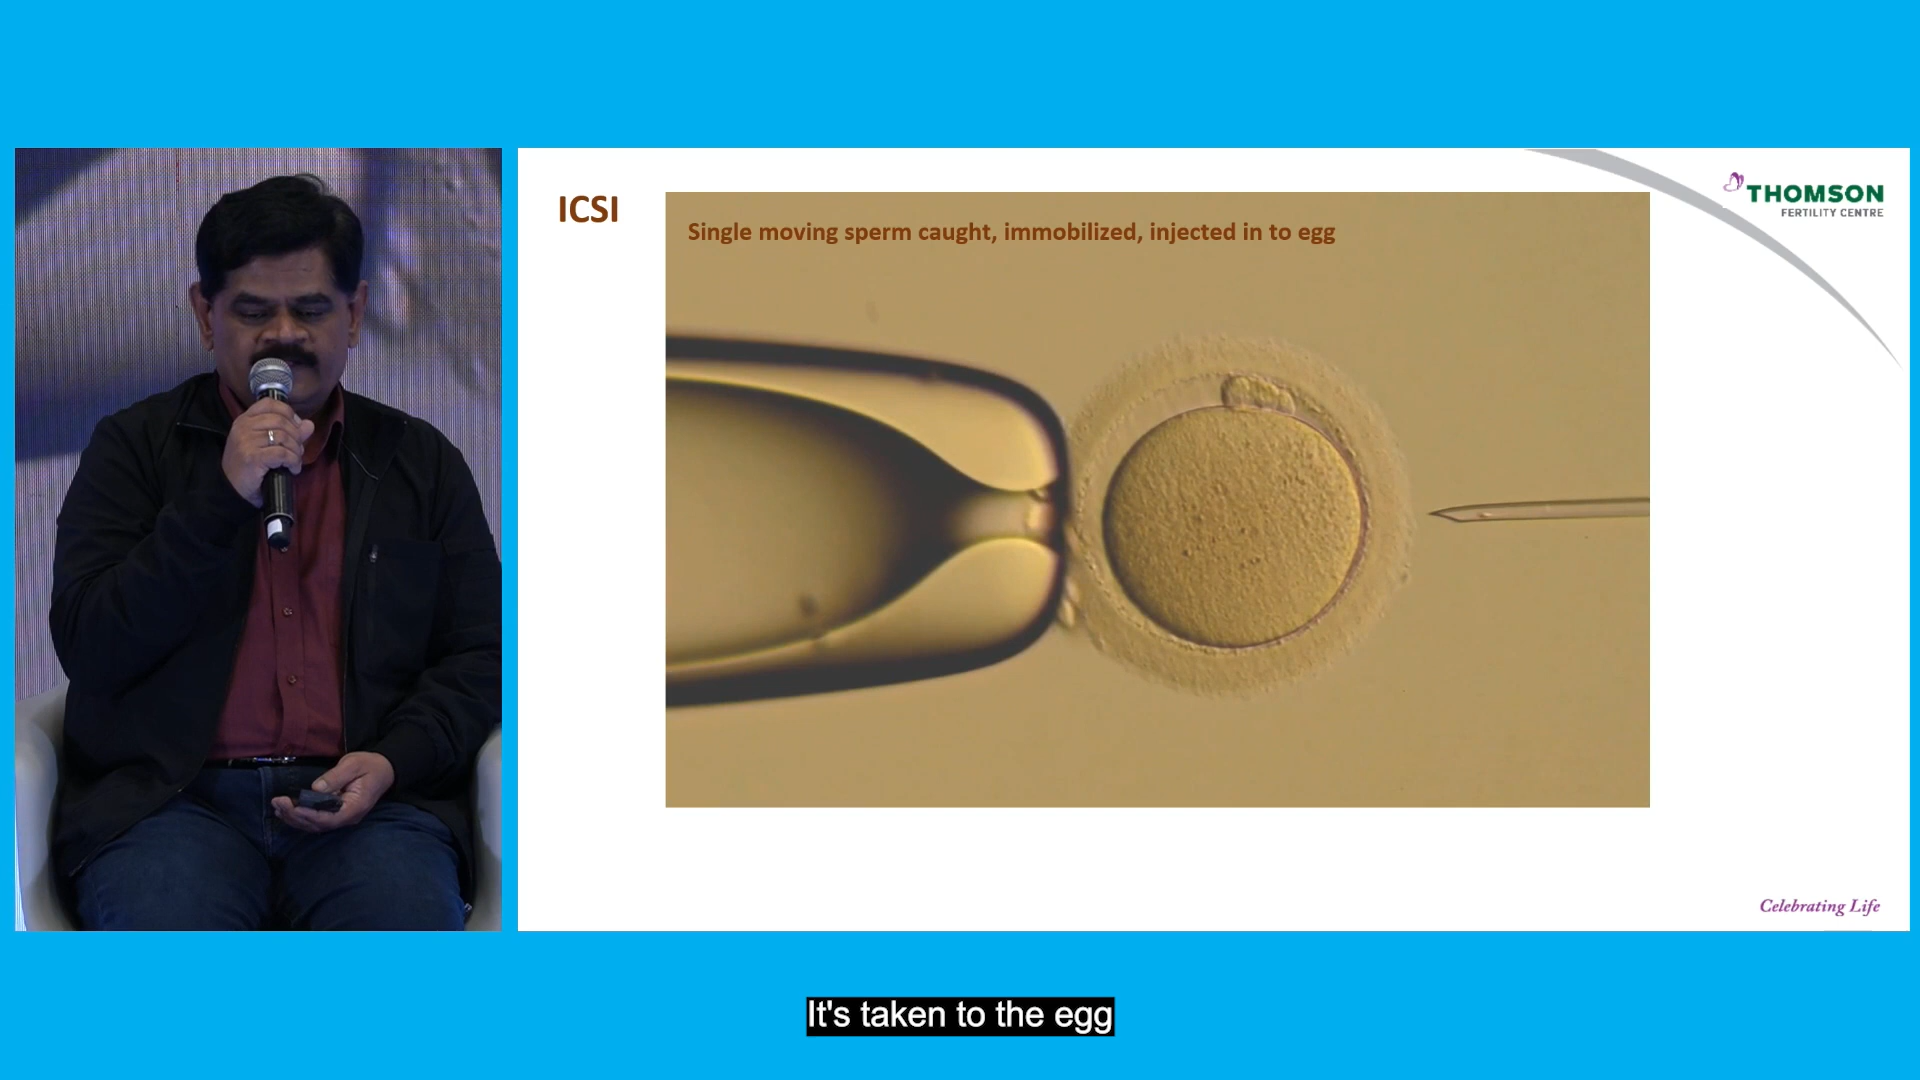 ICSI
Single moving sperm caught, immobilized, injected in to egg
THOMSON
FERTILITY CENTRE
Celebrating Life
It's taken to the egg